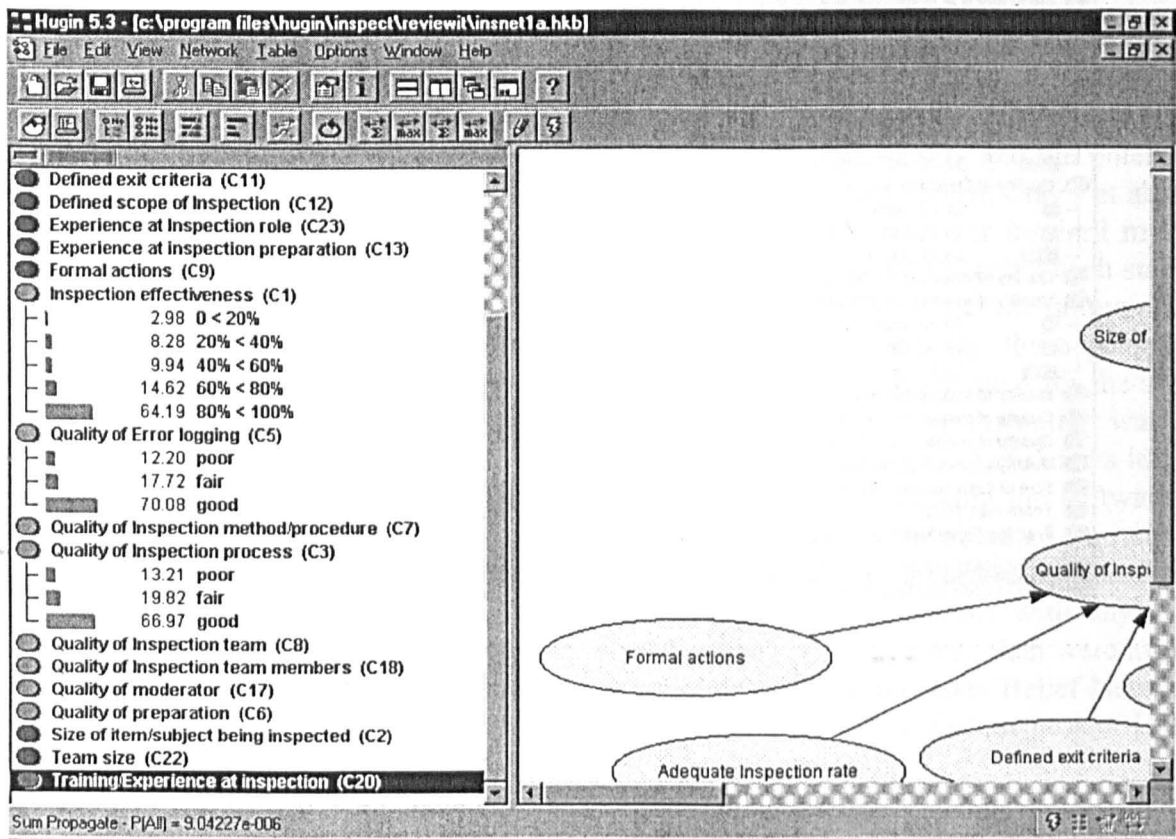 Hugin 5.3 - [c:\program files\hugin\inspect\reviewit\insnet1a.hkb]
File Edit View Network Table Options Window Help
Σ max Σ max
Defined exit criteria (C11)
Defined scope of Inspection (C12)
Experience at Inspection role (C23)
Experience at inspection preparation (C13)
Formal actions (C9)
Inspection effectiveness (C1)
2.98 0 < 20%
8.28 20% < 40%
9.94 40% < 60%
14.62 60% < 80%
64.19 80% < 100%
Quality of Error logging (C5)
12.20 poor
17.72 fair
70.08 good
Quality of Inspection method/procedure (C7)
Quality of Inspection process (C3)
13.21 poor
19.82 fair
66.97 good
Quality of Inspection team (C8)
Quality of Inspection team members (C18)
Quality of moderator (C17)
Quality of preparation (C6)
Size of item/subject being inspected (C2)
Team size (C22)
Training/Experience at inspection (C20)
Size of
Quality of Insp
Formal actions
Defined exit criteria
Adequate Inspection rate
Sum Propagate - P(All) = 9.04227e-006